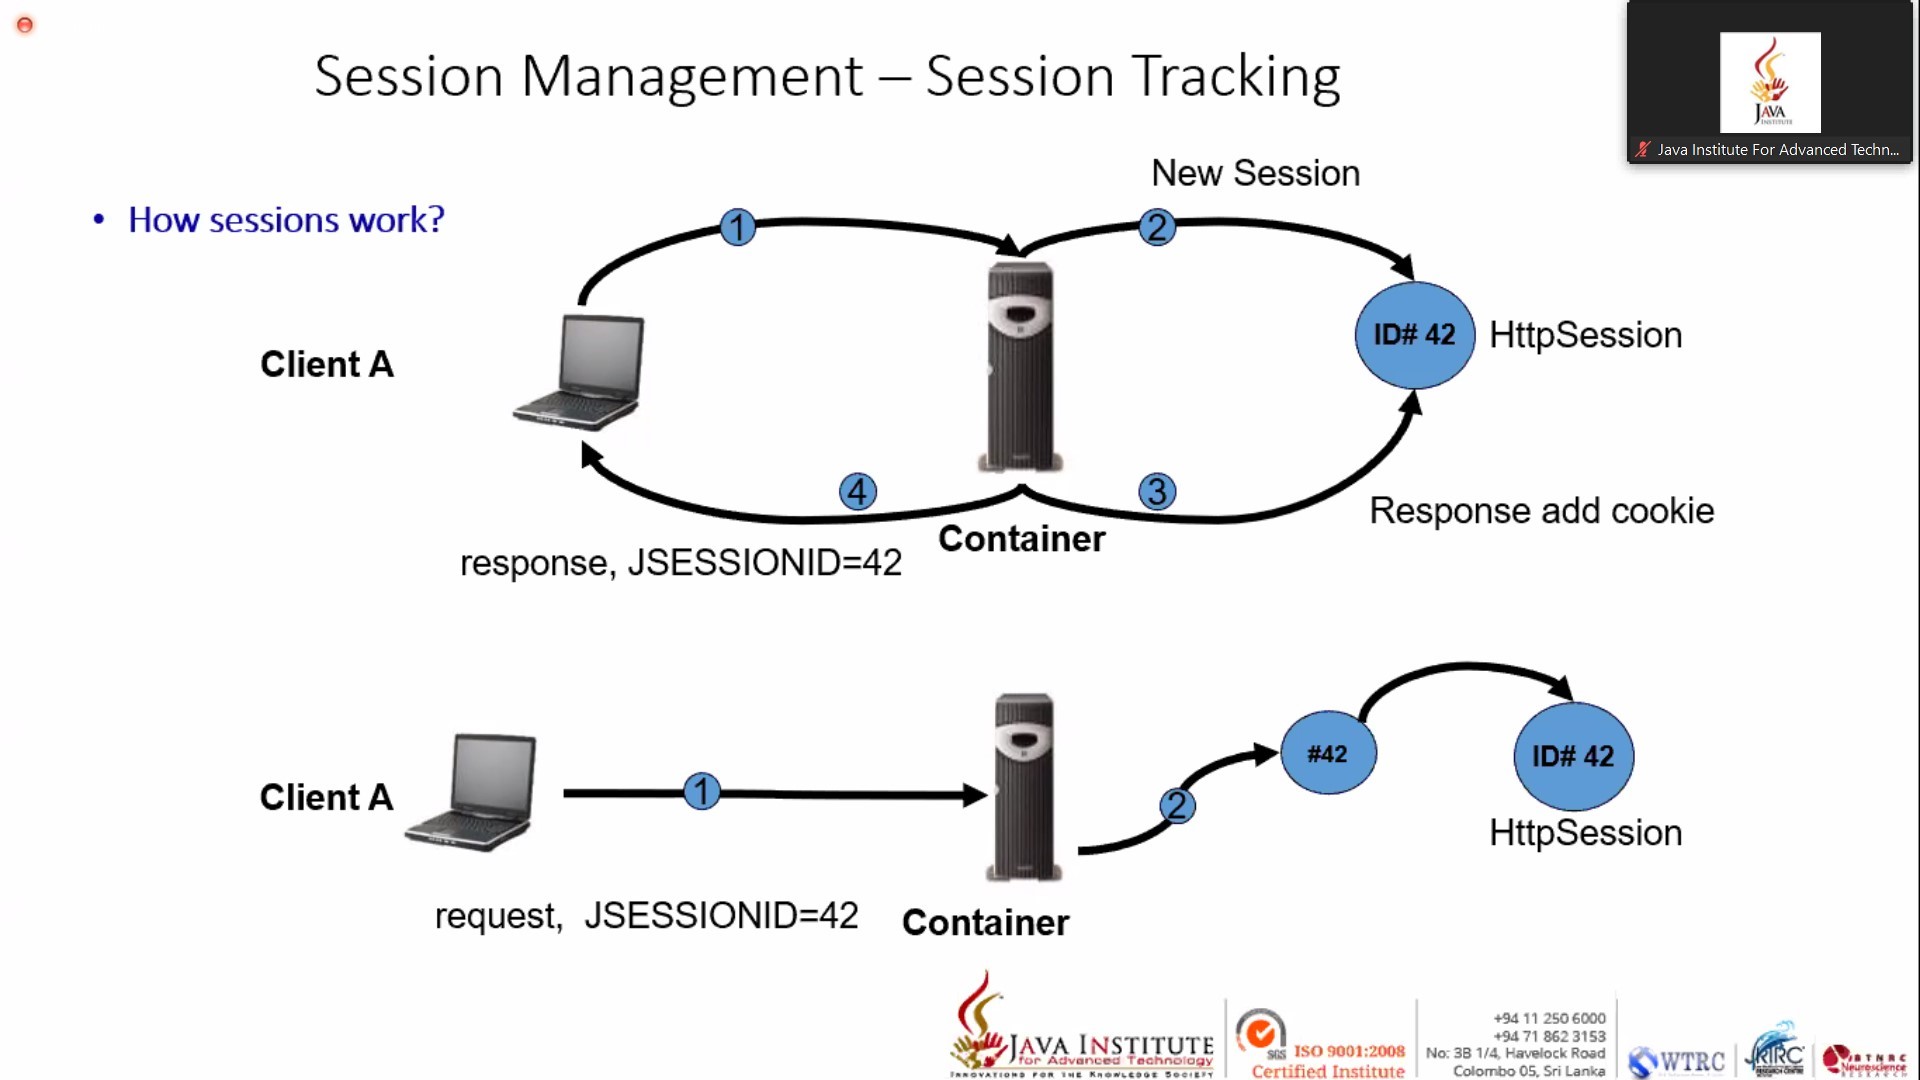 Session Management – Session Tracking
JAVA
INSTITUTE
Java Institute For Advanced Techn...
New Session
• How sessions work?
1
2
ID# 42
HttpSession
Client A
4
3
Response add cookie
Container
response, JSESSIONID=42
#42
ID# 42
Client A
1
2
HttpSession
request, JSESSIONID=42
Container
JAVA INSTITUTE
for Advanced Technology
INNOVATIONS FOR THE KNOWLEDGE SOCIETY
SGS
ISO 9001:2008
Certified Institute
+94 11 250 6000
+94 71 862 3153
No: 3B 1/4, Havelock Road
Colombo 05, Sri Lanka
WTRC
Neuroscience